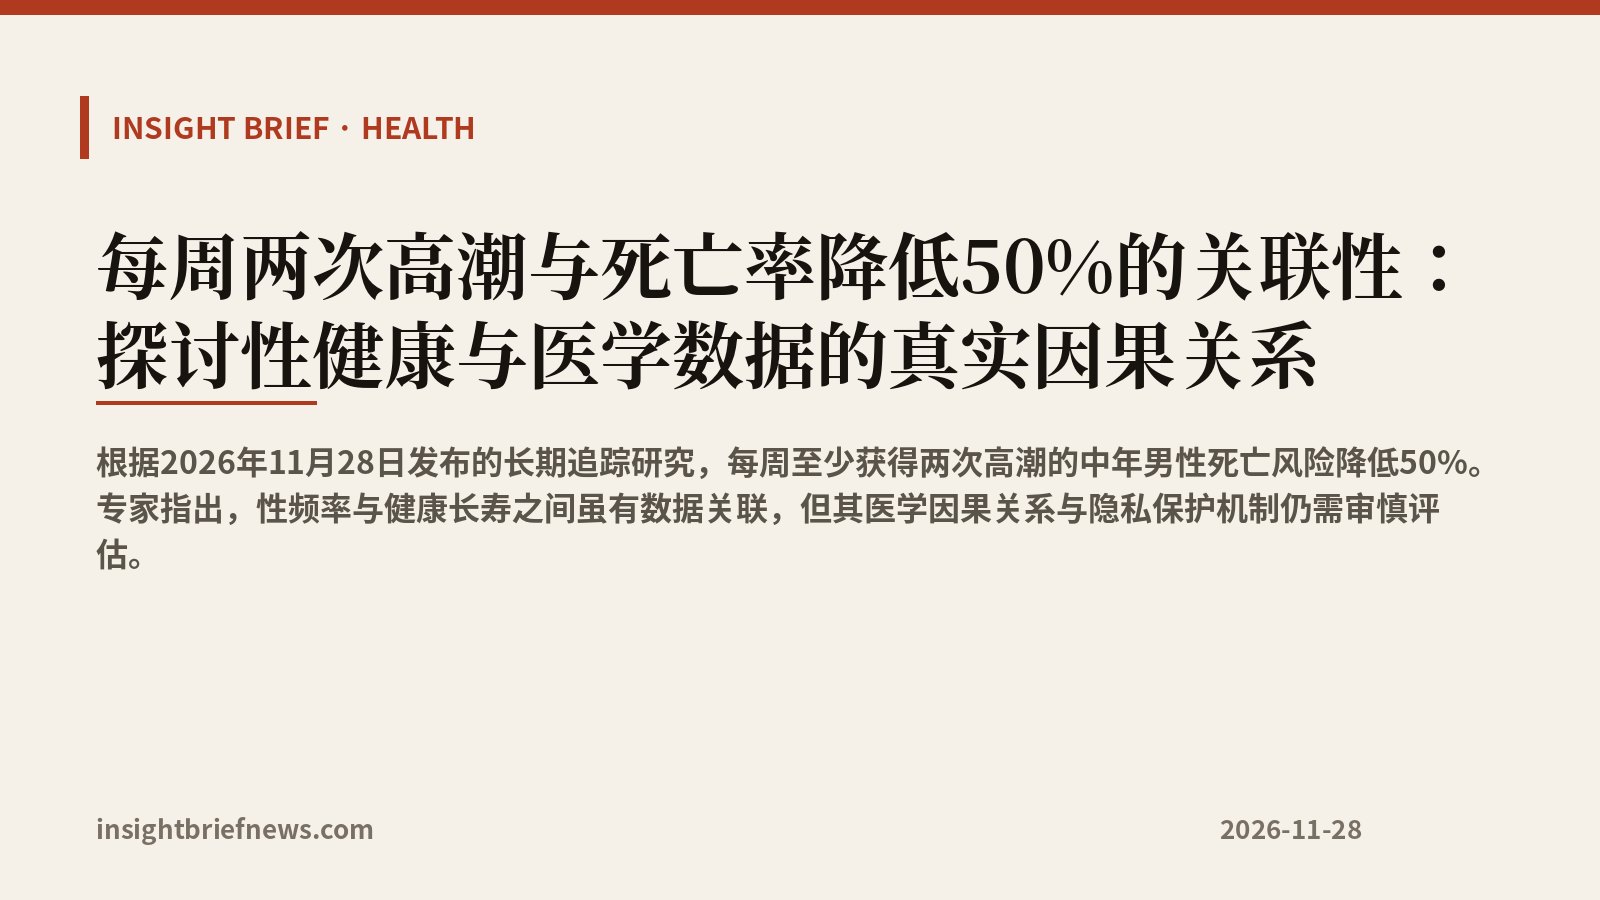 INSIGHT BRIEF · HEALTH
每周两次高潮与死亡率降低50%的关联性：
探讨性健康与医学数据的真实因果关系
根据2026年11月28日发布的长期追踪研究，每周至少获得两次高潮的中年男性死亡风险降低50%。
专家指出，性频率与健康长寿之间虽有数据关联，但其医学因果关系与隐私保护机制仍需审慎评
估。
insightbriefnews.com
2026-11-28